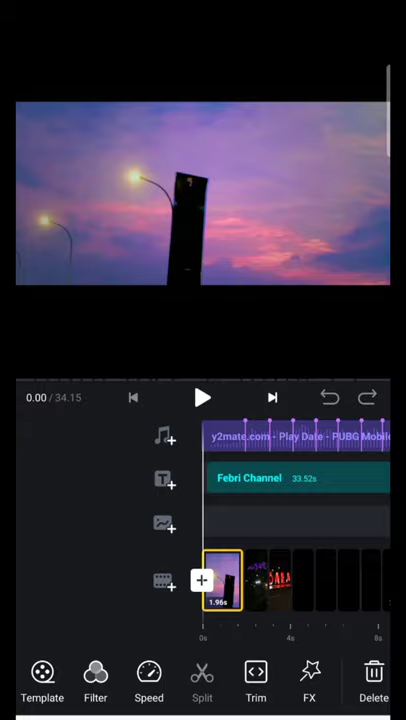 0.00 / 34.15
y2mate.com - Play Date - PUBG Mobile
Febri Channel 33.52s
1.96s
0s 4s 8s
Template Filter Speed Split Trim FX Delete